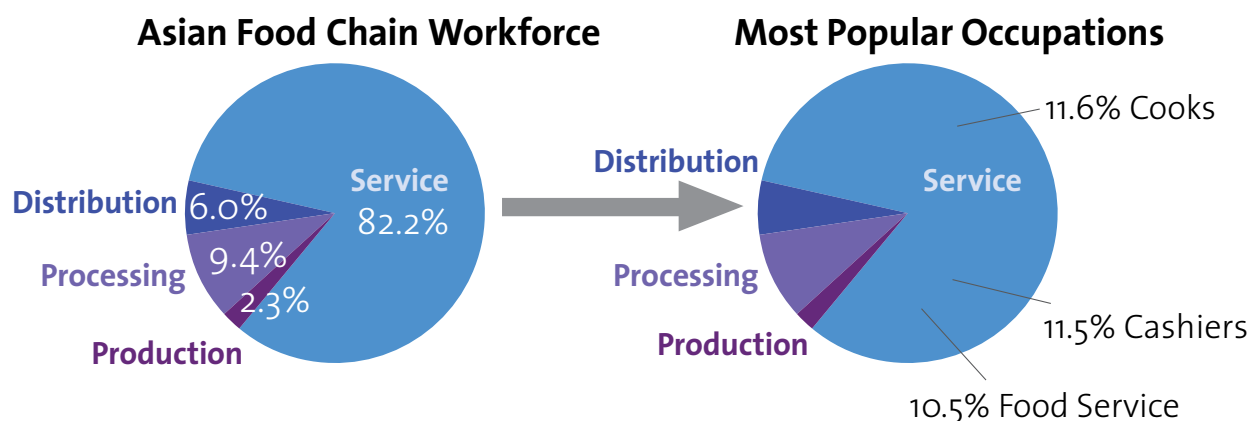 Asian Food Chain Workforce
Most Popular Occupations
Service
82.2%
Distribution
6.0%
Processing
9.4%
Production
2.3%
11.6% Cooks
Distribution
Service
Processing
Production
11.5% Cashiers
10.5% Food Service